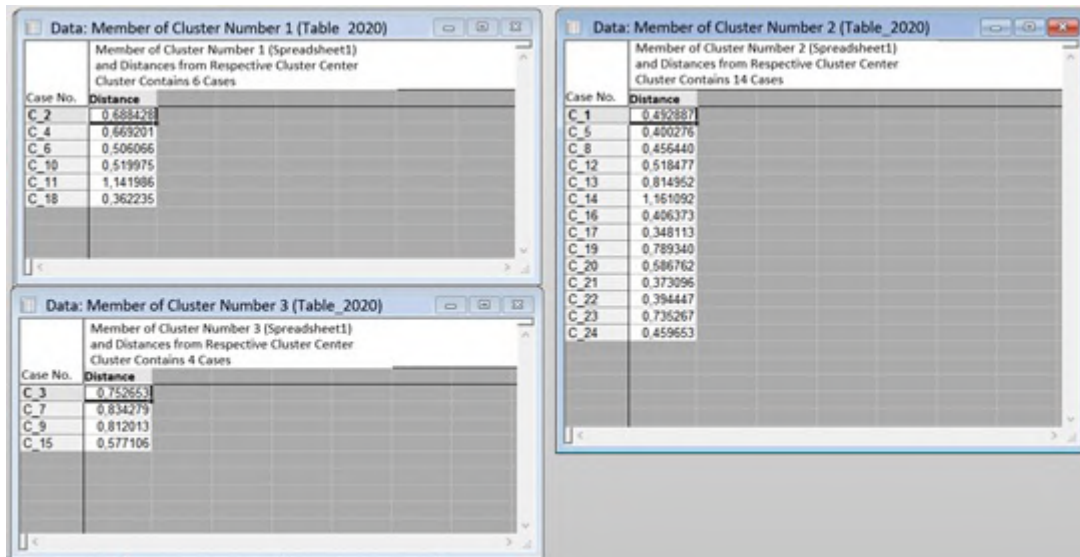 Data: Member of Cluster Number 1 (Table 2020)
Member of Cluster Number 1 (Spreadsheet1)
and Distances from Respective Cluster Center
Cluster Contains 6 Cases
Case No. Distance
C_2 0,688428
C_4 0,669201
C_6 0,506066
C_10 0,519975
C_11 1,141986
C_18 0,362235
Data: Member of Cluster Number 3 (Table_2020)
Member of Cluster Number 3 (Spreadsheet1)
and Distances from Respective Cluster Center
Cluster Contains 4 Cases
Case No. Distance
C_3 0,752653
C_7 0,834279
C_9 0,812013
C_15 0,577106
Data: Member of Cluster Number 2 (Table_2020)
Member of Cluster Number 2 (Spreadsheet1)
and Distances from Respective Cluster Center
Cluster Contains 14 Cases
Case No. Distance
C_1 0,492887
C_5 0,400276
C_8 0,456440
C_12 0,518477
C_13 0,814952
C_14 1,161092
C_16 0,406373
C_17 0,348113
C_19 0,789340
C_20 0,586762
C_21 0,373096
C_22 0,394447
C_23 0,735267
C_24 0,459653